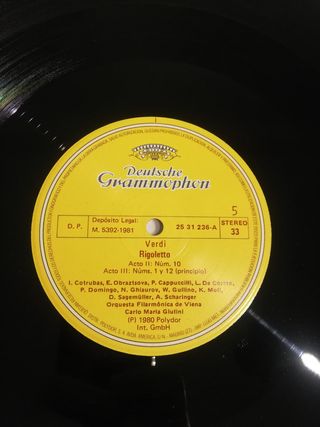 Deutsche
Grammophon
5
D. P.
Depósito Legal:
M. 5392-1981
25 31 236-A
STEREO
33
Verdi
Rigoletto
Acto II: Núm. 10
Acto III: Núms. 1 y 12 (principio)
I. Cotrubas, E. Obraztsova, P. Cappuccilli, L. De Corato,
P. Domingo, N. Ghiaurov, W. Gullino, K. Moll,
D. Sagemüller, A. Scharinger
Orquesta Filarmónica de Viena
Carlo Maria Giulini
(P) 1980 Polydor
Int. GmbH